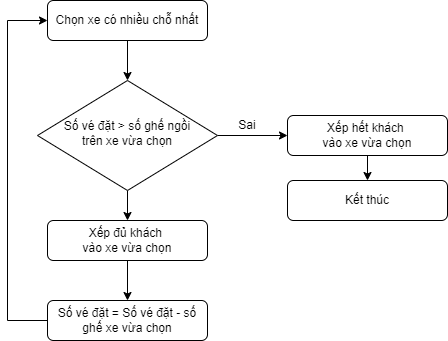 Chọn xe có nhiều chỗ nhất
Số vé đặt > số ghế ngồi
trên xe vừa chọn
Sai
Xếp hết khách
vào xe vừa chọn
Kết thúc
Xếp đủ khách
vào xe vừa chọn
Số vé đặt = Số vé đặt - số
ghế xe vừa chọn